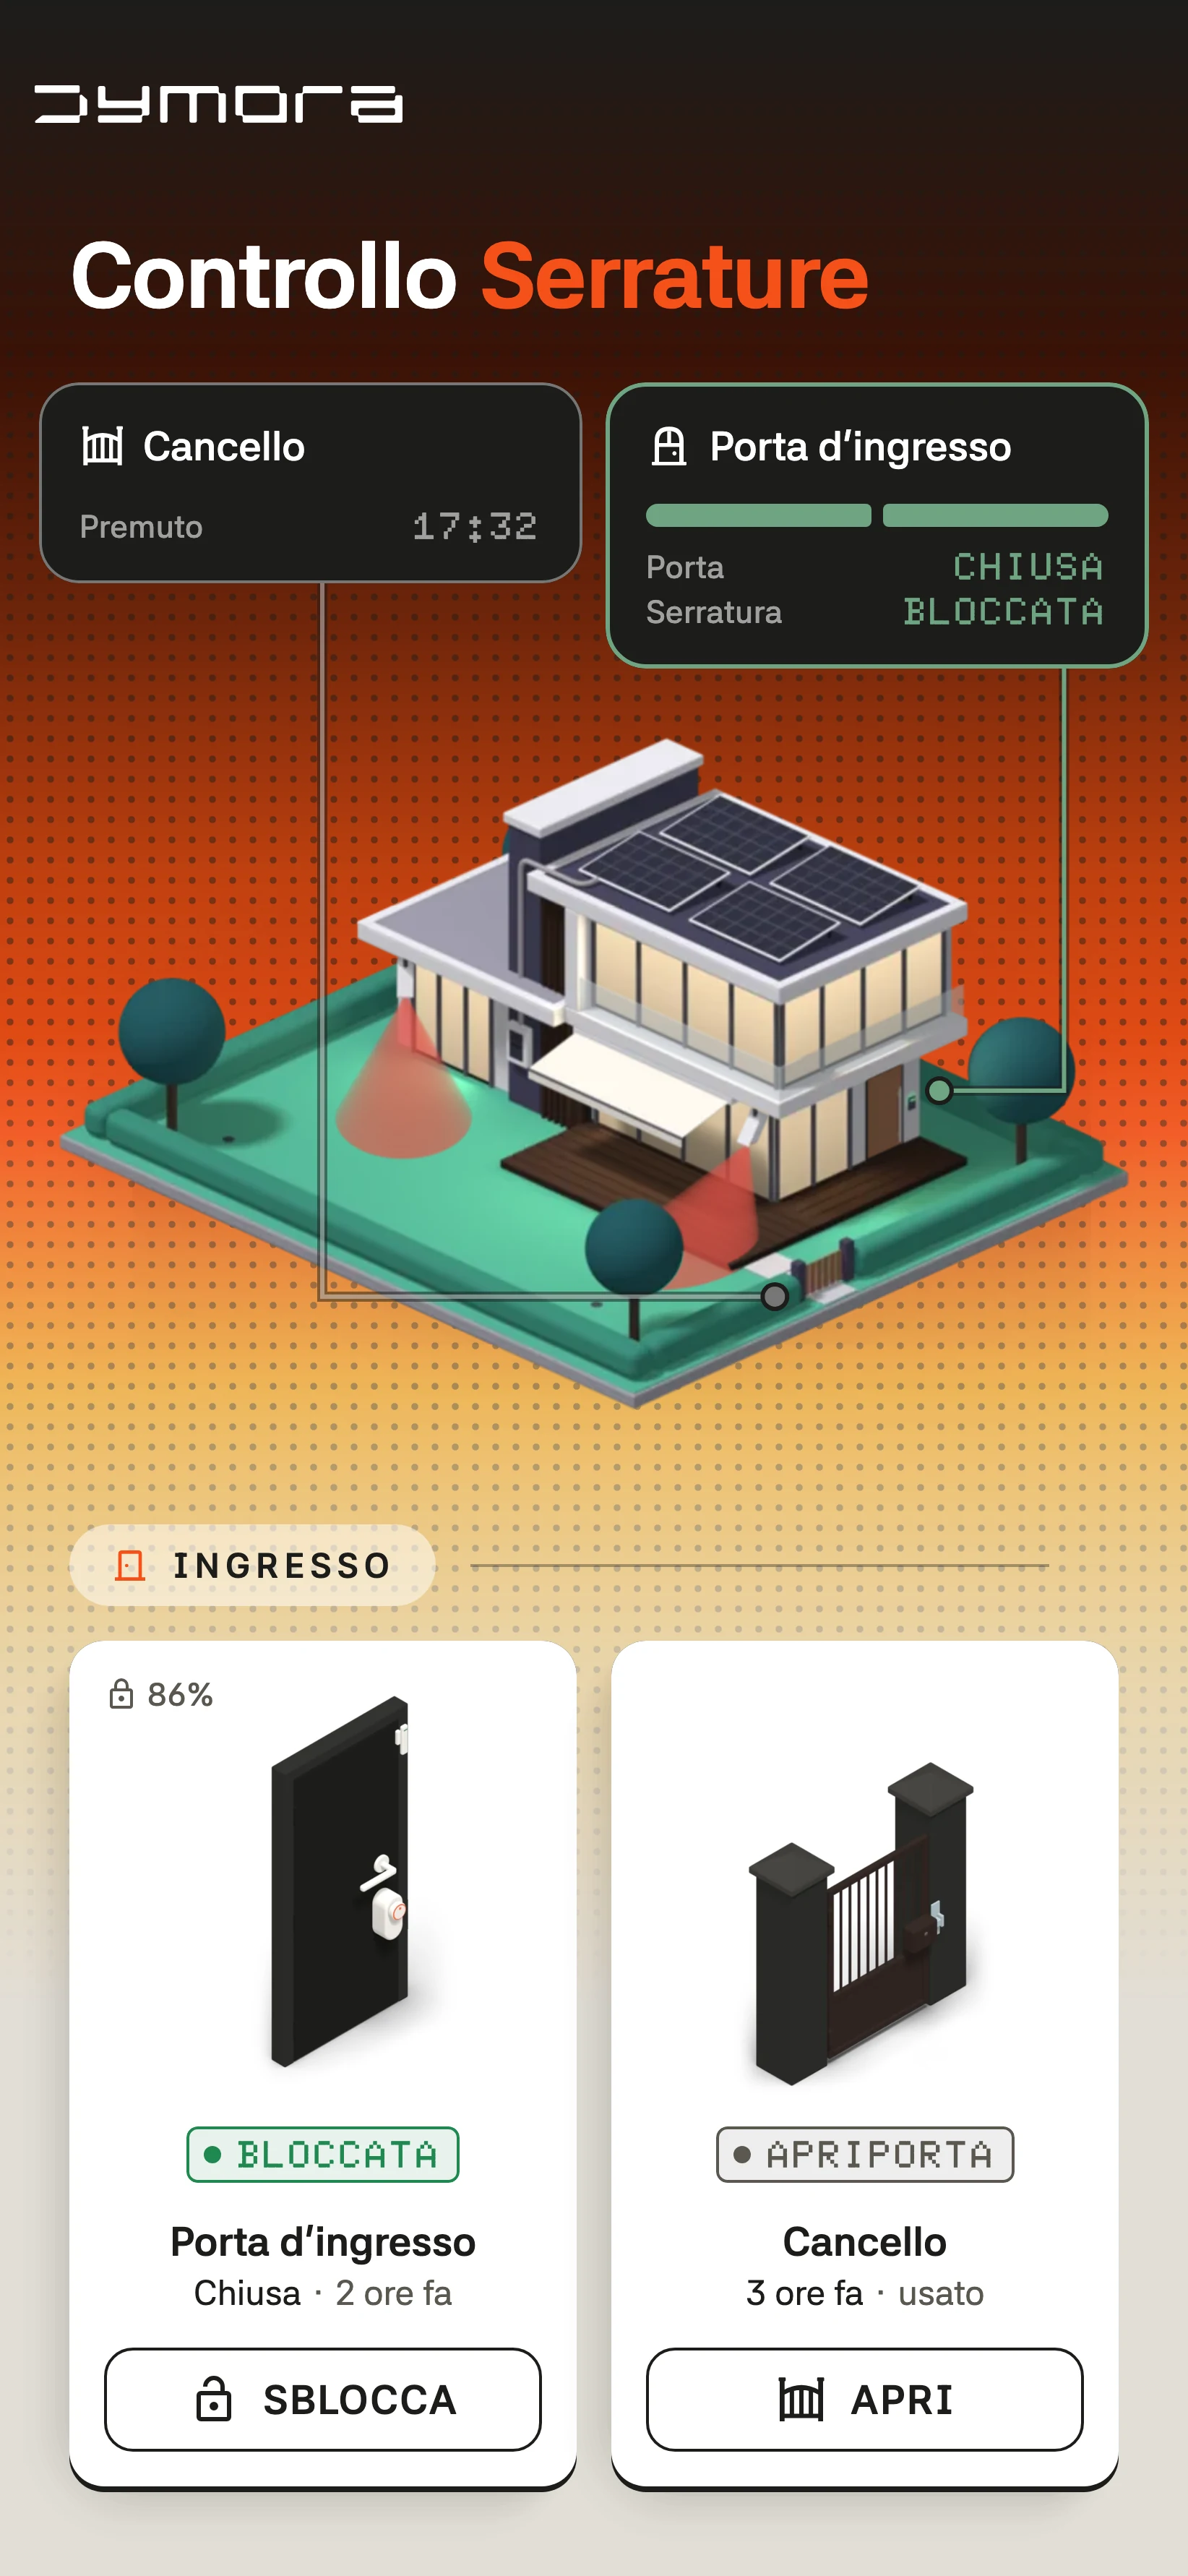 Dymora
Controllo Serrature
Cancello
Premuto 17:32
Porta d’ingresso
Porta CHIUSA
Serratura BLOCCATA
INGRESSO
86%
BLOCCATA
Porta d’ingresso
Chiusa · 2 ore fa
SBLOCCA
APRIPORTA
Cancello
3 ore fa · usato
APRI